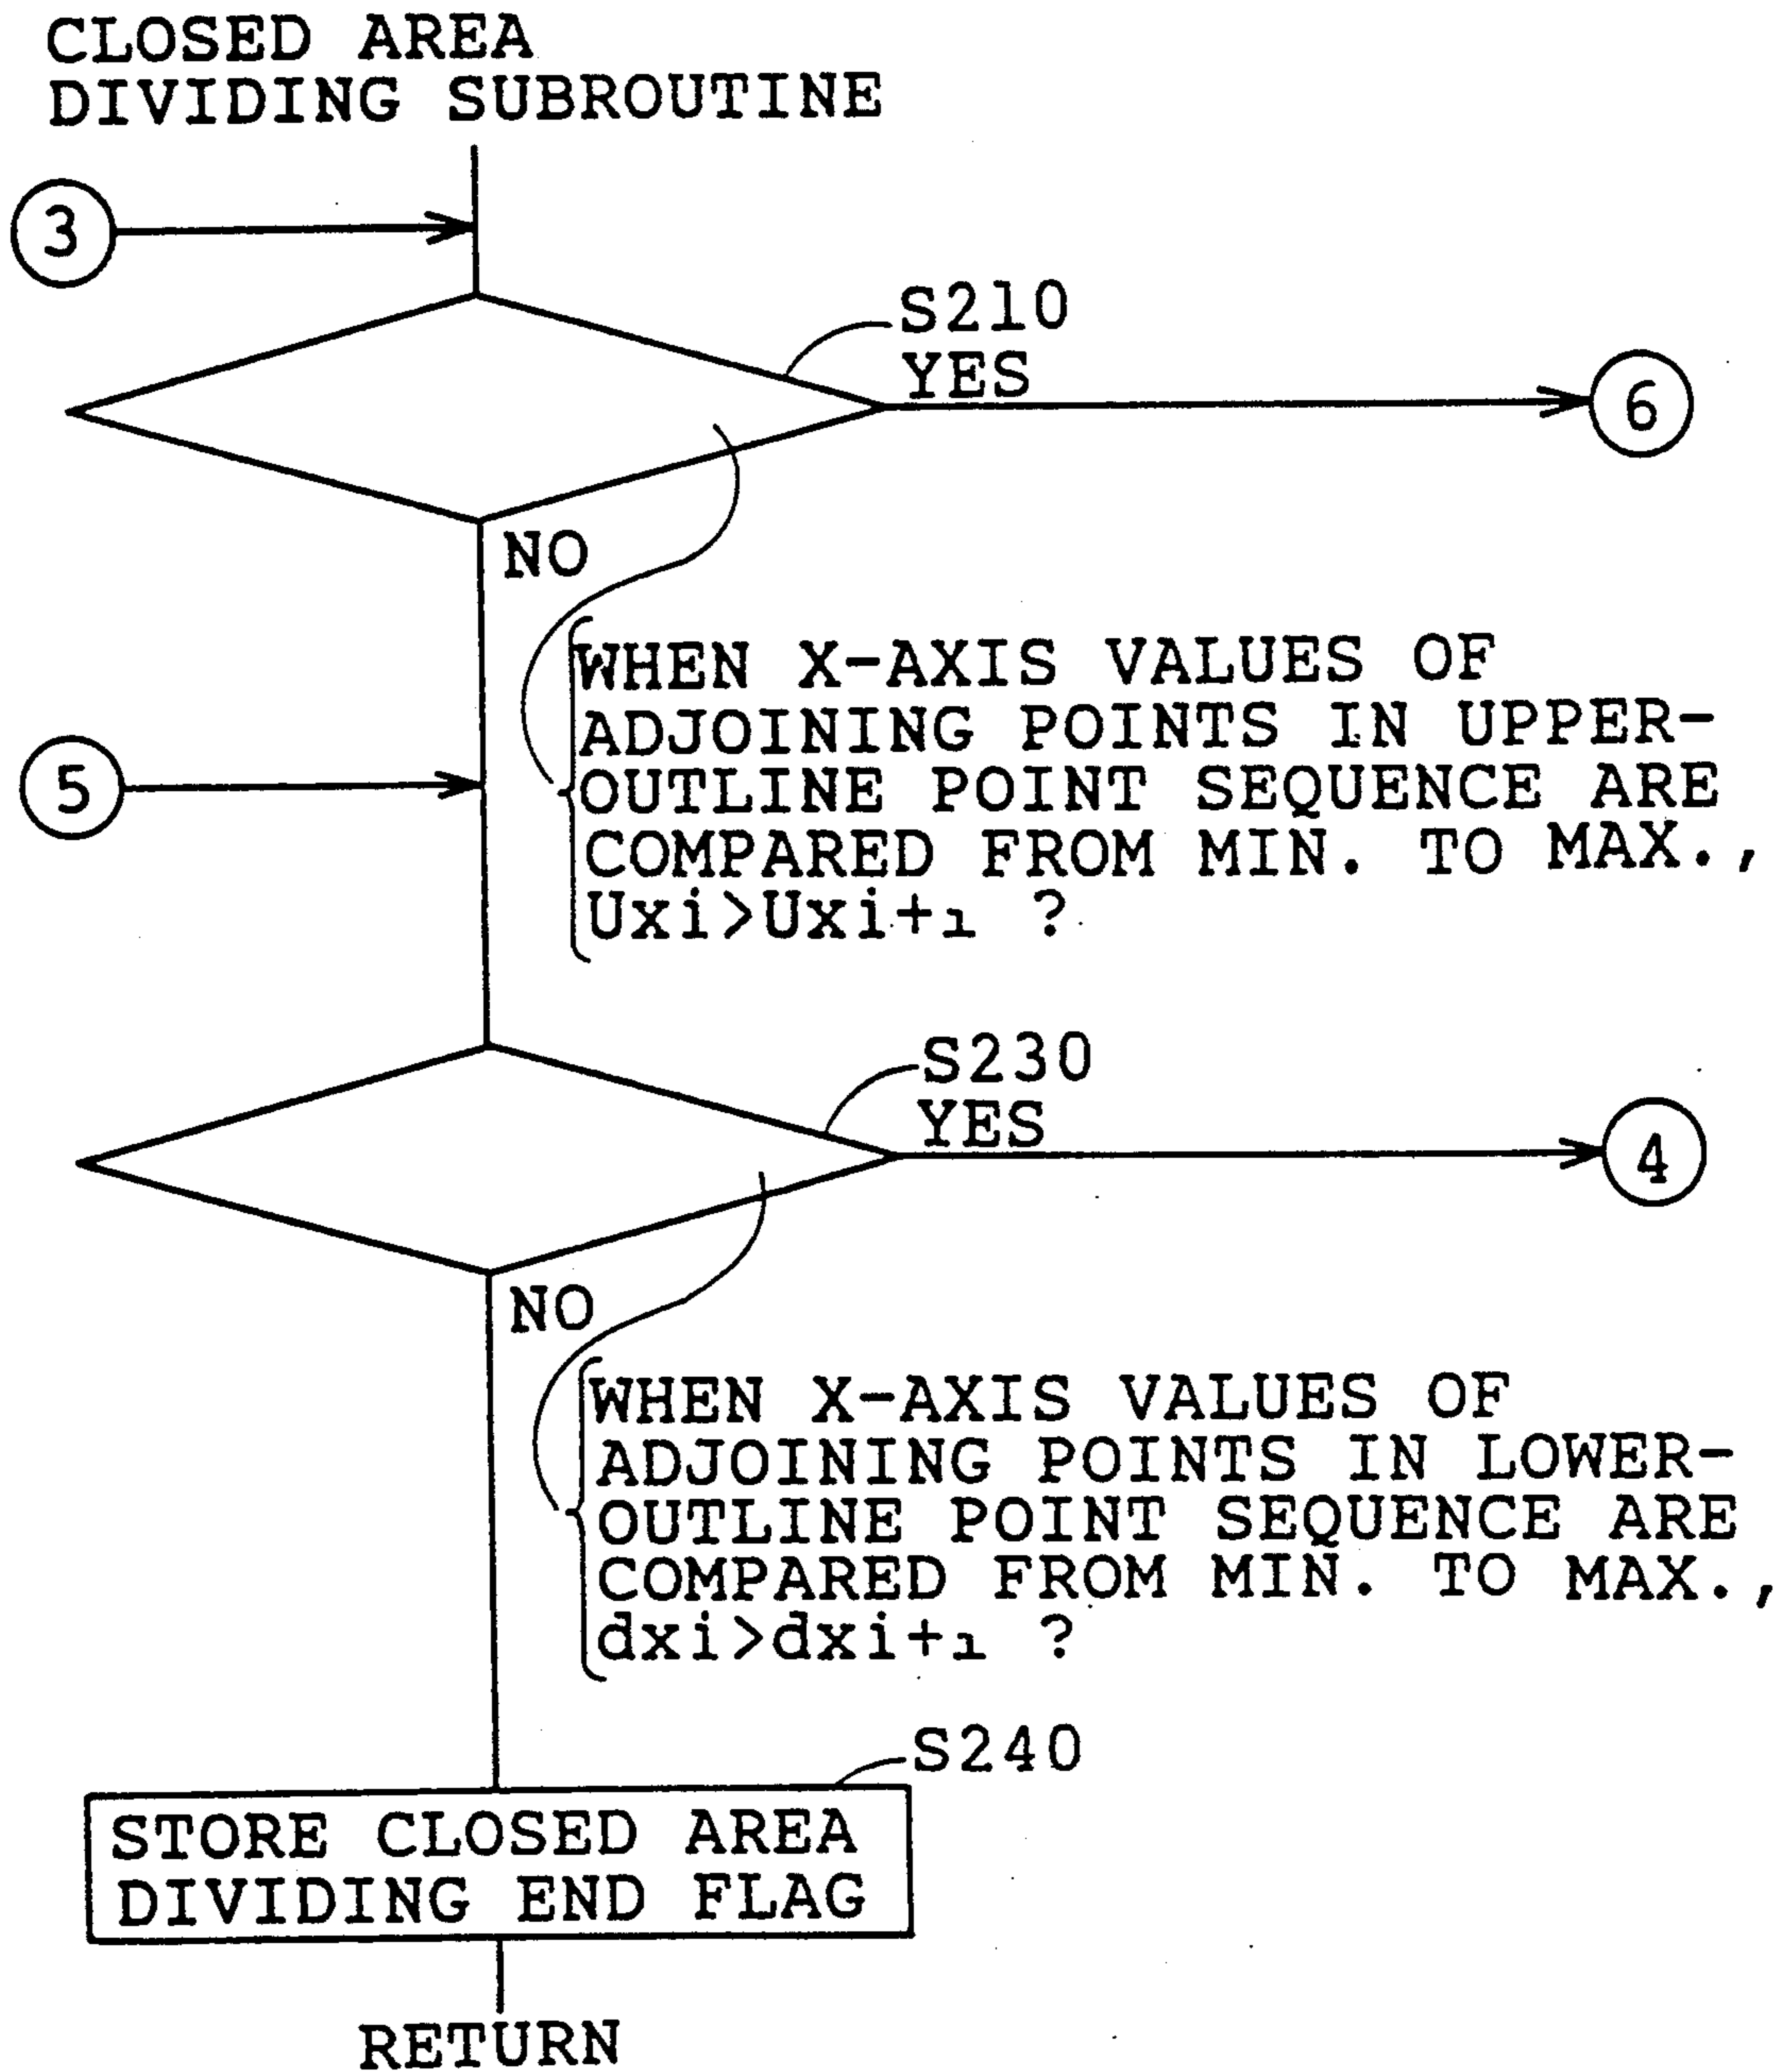 CLOSED AREA
DIVIDING SUBROUTINE
3
S210
YES
6
NO
WHEN X-AXIS VALUES OF
ADJOINING POINTS IN UPPER-
OUTLINE POINT SEQUENCE ARE
COMPARED FROM MIN. TO MAX.,
Uxi>Uxi+1 ?
5
S230
YES
4
NO
WHEN X-AXIS VALUES OF
ADJOINING POINTS IN LOWER-
OUTLINE POINT SEQUENCE ARE
COMPARED FROM MIN. TO MAX.,
dxi>dxi+1 ?
S240
STORE CLOSED AREA
DIVIDING END FLAG
RETURN